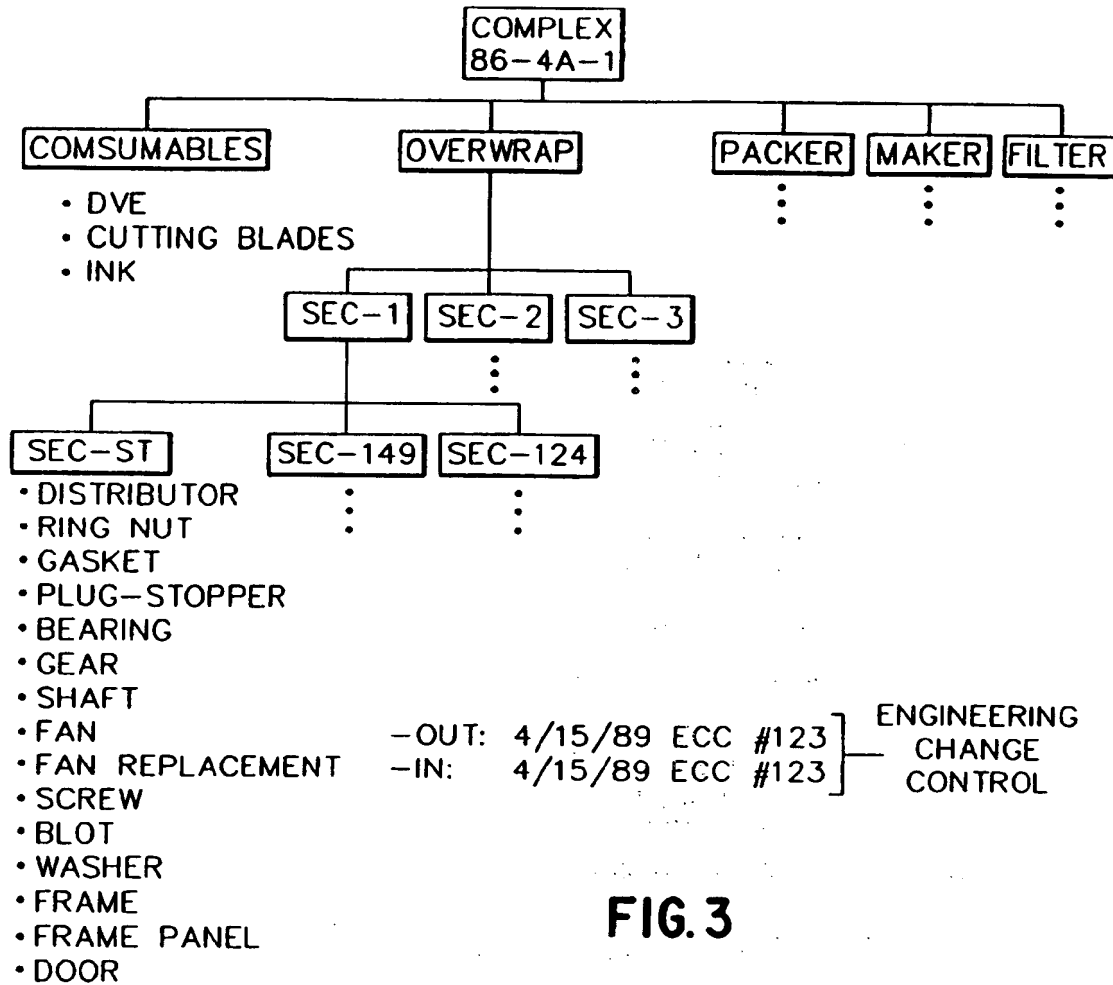 COMPLEX
86-4A-1
COMSUMABLES
OVERWRAP
PACKER
MAKER
FILTER
• DVE
• CUTTING BLADES
• INK
SEC-1
SEC-2
SEC-3
SEC-ST
SEC-149
SEC-124
• DISTRIBUTOR
• RING NUT
• GASKET
• PLUG-STOPPER
• BEARING
• GEAR
• SHAFT
• FAN -OUT: 4/15/89 ECC #123
• FAN REPLACEMENT -IN: 4/15/89 ECC #123
ENGINEERING
CHANGE
CONTROL
• SCREW
• BLOT
• WASHER
• FRAME
• FRAME PANEL
• DOOR
FIG. 3